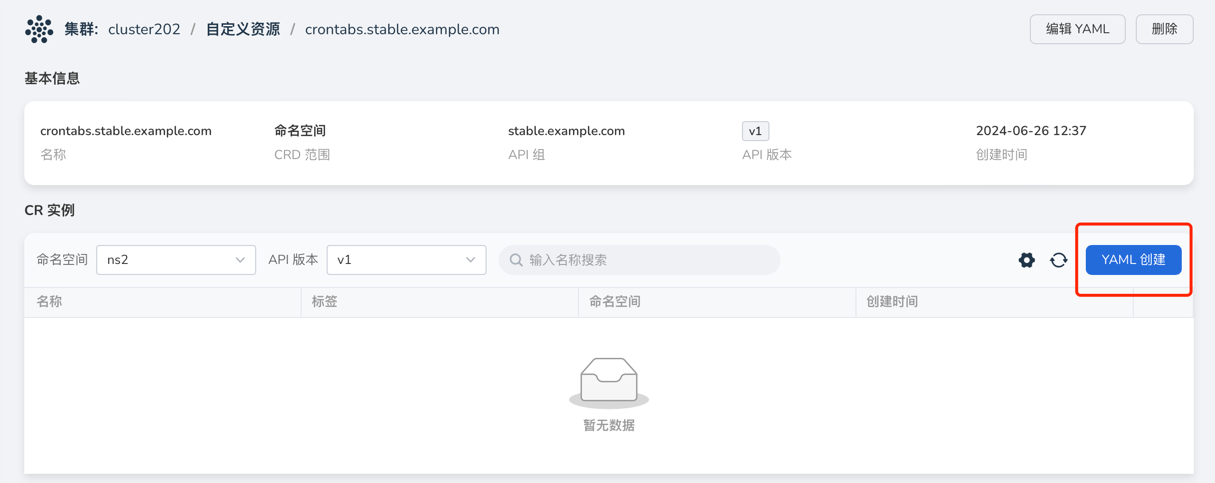 集群: cluster202 / 自定义资源 / crontabs.stable.example.com 编辑 YAML 删除
基本信息
crontabs.stable.example.com 命名空间 stable.example.com v1 2024-06-26 12:37
名称 CRD 范围 API 组 API 版本 创建时间
CR 实例
命名空间 ns2 API 版本 v1 输入名称搜索 YAML 创建
名称 标签 命名空间 创建时间
暂无数据